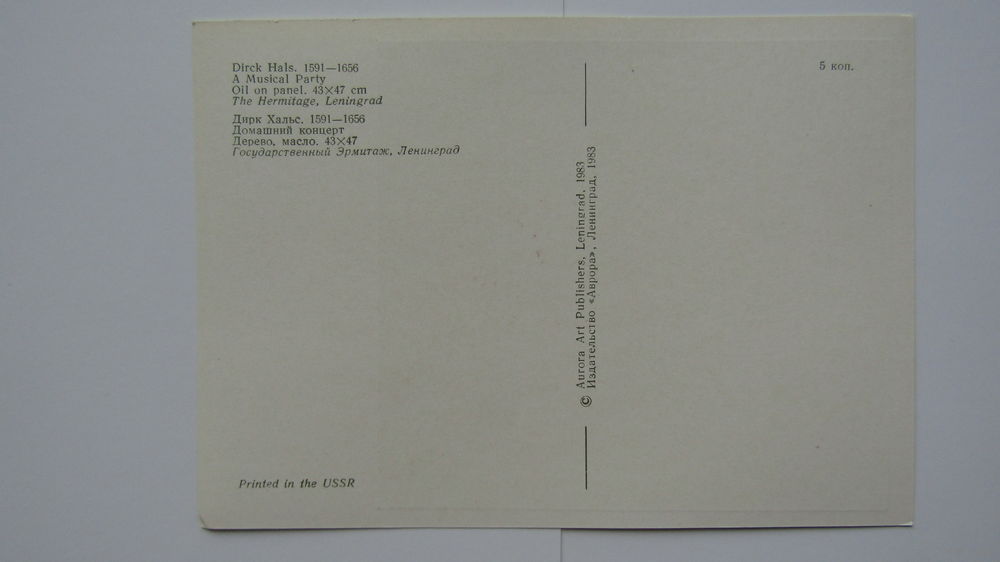 Dirck Hals. 1591—1656
A Musical Party
Oil on panel. 43×47 cm
The Hermitage, Leningrad
Дирк Хальс. 1591—1656
Домашний концерт
Дерево, масло. 43×47
Государственный Эрмитаж, Ленинград
Printed in the USSR
© Aurora Art Publishers, Leningrad, 1983
Издательство «Аврора», Ленинград, 1983
5 коп.